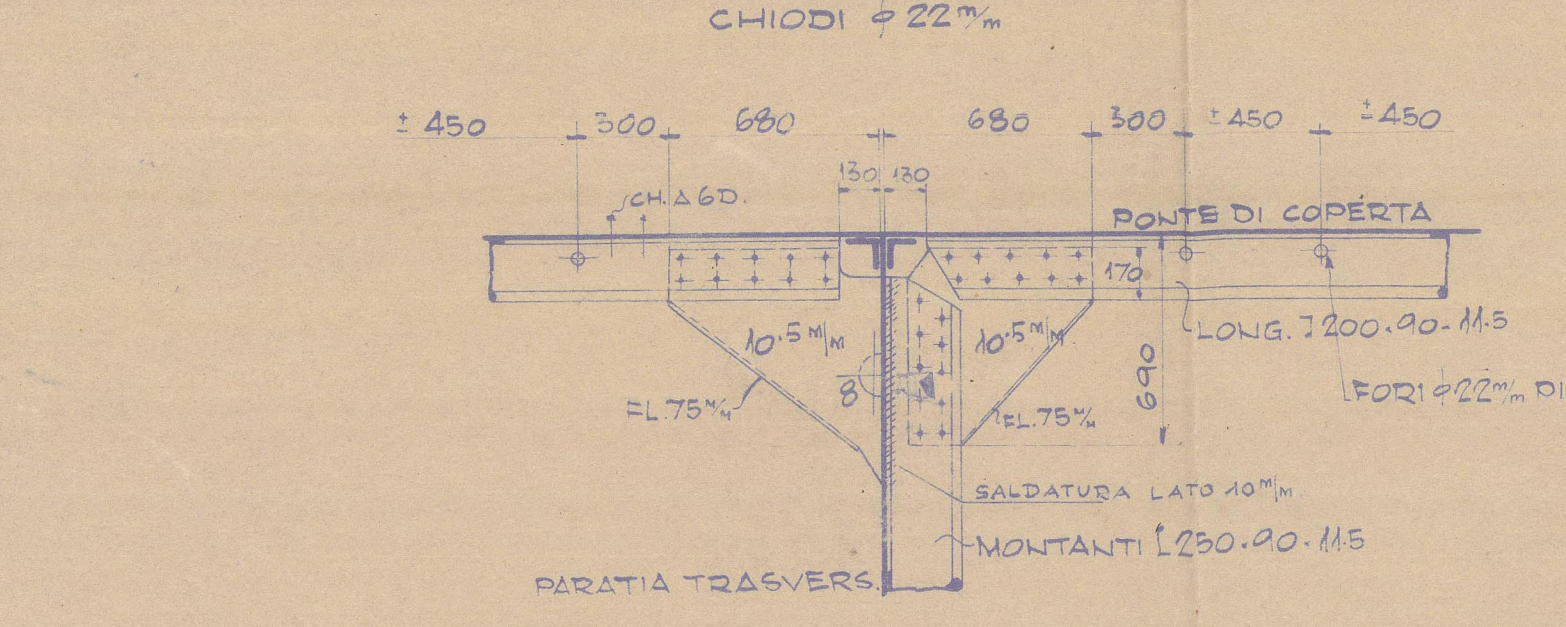 CHIODI ϕ 22 m/m
± 450 300 680 680 300 ± 450 ± 450
130 130
CH. A 6D.
PONTE DI COPERTA
170
10.5 m/m 10.5 m/m
LONG. ] 200.90-11.5
690
8
FORI ϕ 22 m/m DI
FL. 75 m/m
FL. 75 m/m
SALDATURA LATO 10 m/m
MONTANTI [ 250.90.11.5
PARATIA TRASVERS.